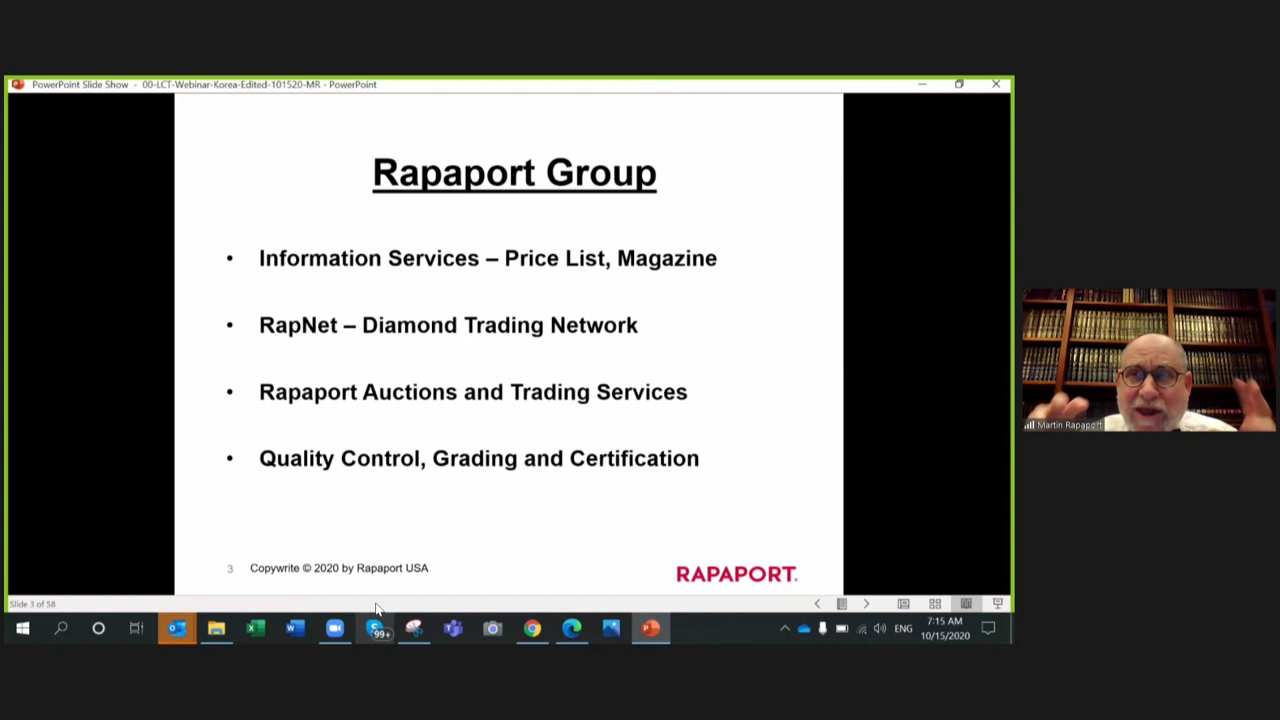 PowerPoint Slide Show - 00-LCT-Webinar-Korea-Edited-101520-MR - PowerPoint
Rapaport Group
• Information Services – Price List, Magazine
• RapNet – Diamond Trading Network
• Rapaport Auctions and Trading Services
• Quality Control, Grading and Certification
3 Copywrite © 2020 by Rapaport USA
RAPAPORT.
Martin Rapaport
Slide 3 of 58
99+
ENG
7:15 AM
10/15/2020